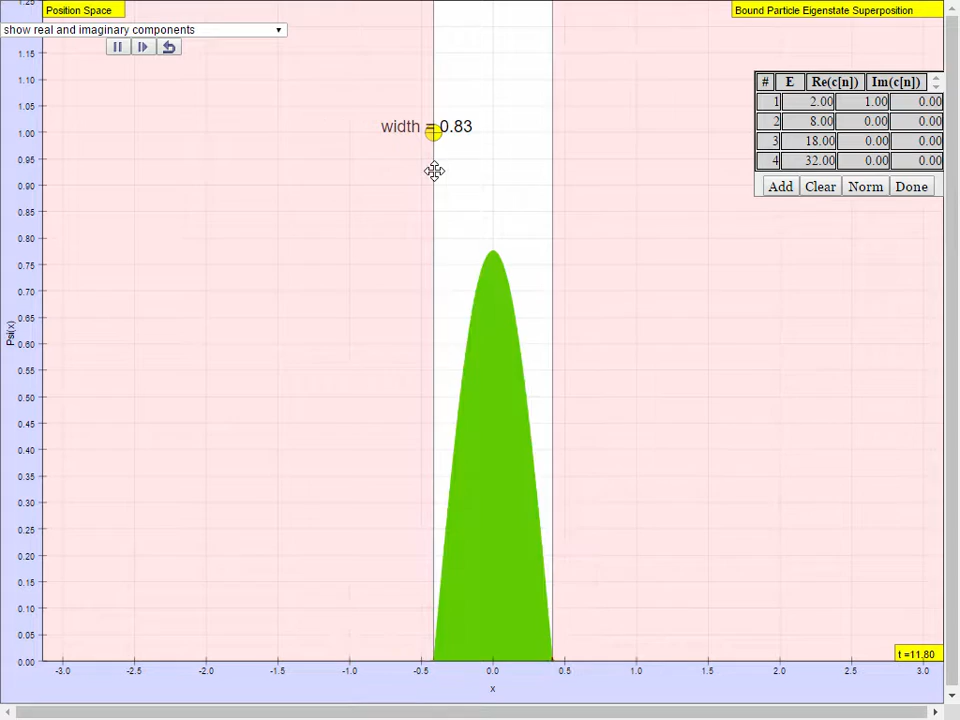 Position Space
Bound Particle Eigenstate Superposition
show real and imaginary components
# E Re(c[n]) Im(c[n])
1 2.00 1.00 0.00
2 8.00 0.00 0.00
3 18.00 0.00 0.00
4 32.00 0.00 0.00
Add Clear Norm Done
width = 0.83
1.25
1.15
1.10
1.05
1.00
0.95
0.90
0.85
0.80
0.75
0.70
0.65
0.60
0.55
0.50
0.45
0.40
0.35
0.30
0.25
0.20
0.15
0.10
0.05
0.00
Psi(x)
t =11.80
-3.0 -2.5 -2.0 -1.5 -1.0 -0.5 0.0 0.5 1.0 1.5 2.0 2.5 3.0
x